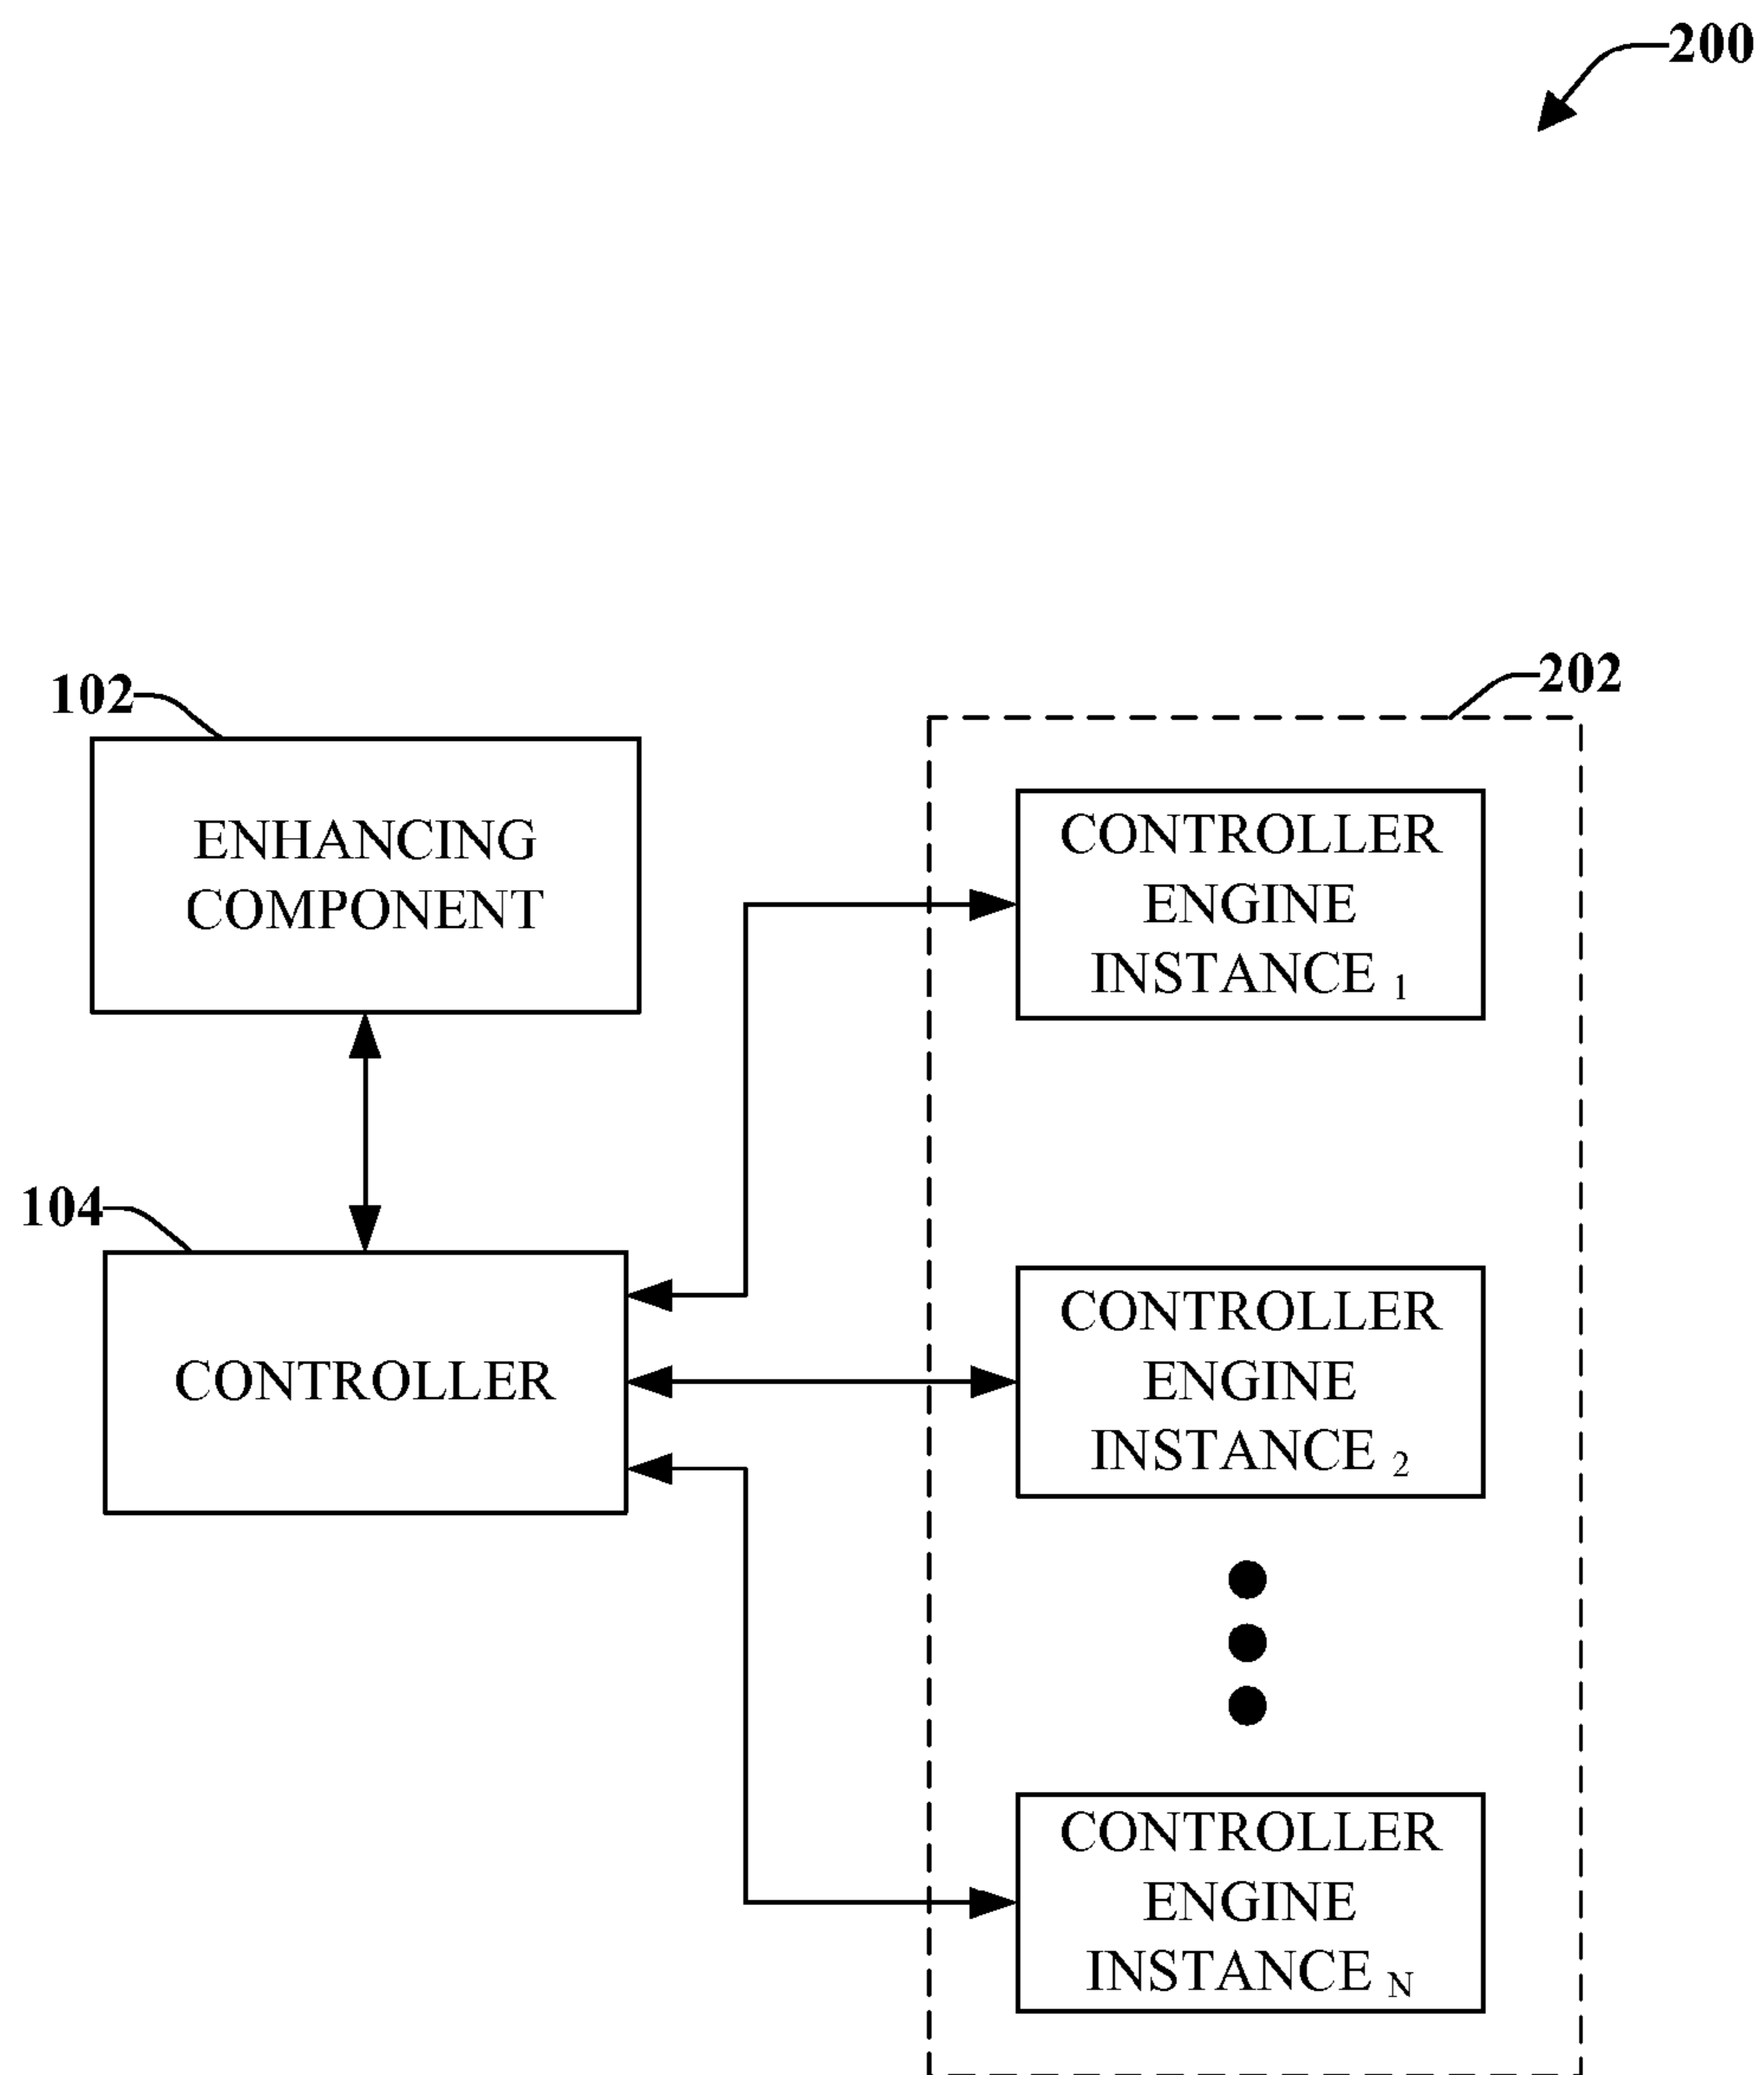 200
102
202
ENHANCING
COMPONENT
CONTROLLER
ENGINE
INSTANCE 1
104
CONTROLLER
CONTROLLER
ENGINE
INSTANCE 2
CONTROLLER
ENGINE
INSTANCE N